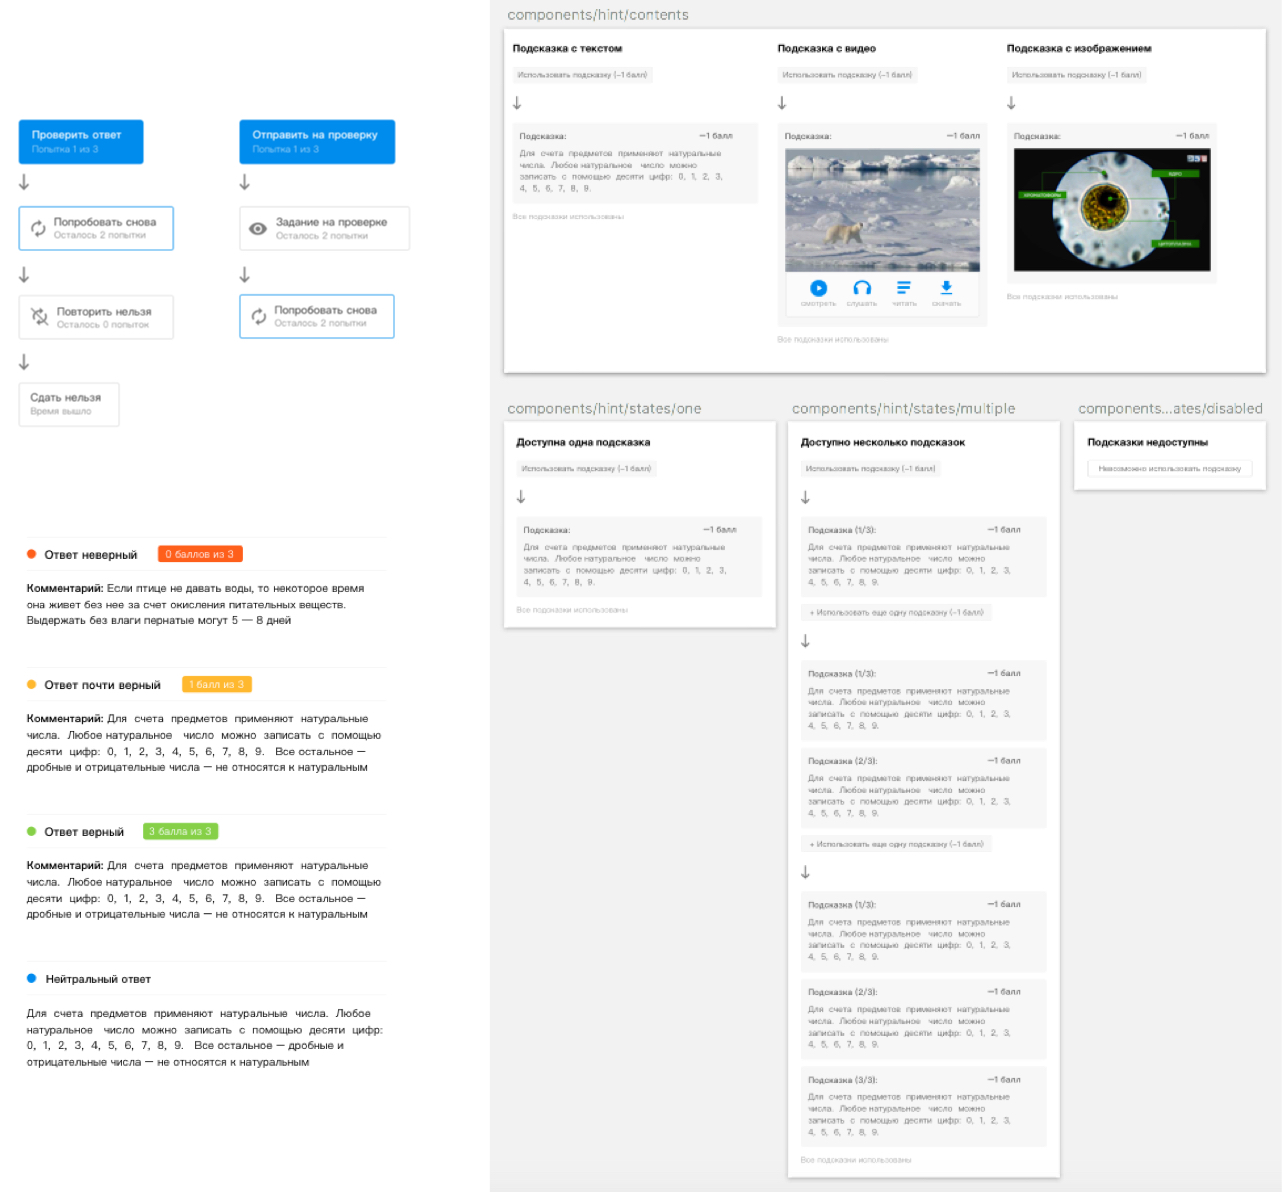 Проверить ответ
Попытка 1 из 3
Попробовать снова
Осталось 2 попытки
Повторить нельзя
Осталось 0 попыток
Сдать нельзя
Время вышло
Отправить на проверку
Попытка 1 из 3
Задание на проверке
Осталось 2 попытки
Попробовать снова
Осталось 2 попытки
Ответ неверный
0 баллов из 3
Комментарий: Если птице не давать воды, то некоторое время
она живет без нее за счет окисления питательных веществ.
Выдержать без влаги пернатые могут 5 — 8 дней
Ответ почти верный
1 балл из 3
Комментарий: Для счета предметов применяют натуральные
числа. Любое натуральное число можно записать с помощью
десяти цифр: 0, 1, 2, 3, 4, 5, 6, 7, 8, 9. Все остальное —
дробные и отрицательные числа — не относятся к натуральным
Ответ верный
3 балла из 3
Комментарий: Для счета предметов применяют натуральные
числа. Любое натуральное число можно записать с помощью
десяти цифр: 0, 1, 2, 3, 4, 5, 6, 7, 8, 9. Все остальное —
дробные и отрицательные числа — не относятся к натуральным
Нейтральный ответ
Для счета предметов применяют натуральные числа. Любое
натуральное число можно записать с помощью десяти цифр:
0, 1, 2, 3, 4, 5, 6, 7, 8, 9. Все остальное — дробные и
отрицательные числа — не относятся к натуральным
components/hint/contents
Подсказка с текстом
Использовать подсказку (−1 балл)
Подсказка:
−1 балл
Для счета предметов применяют натуральные
числа. Любое натуральное число можно
записать с помощью десяти цифр: 0, 1, 2, 3,
4, 5, 6, 7, 8, 9.
Все подсказки использованы
Подсказка с видео
Использовать подсказку (−1 балл)
Подсказка:
−1 балл
смотреть
слушать
читать
скачать
Все подсказки использованы
Подсказка с изображением
Использовать подсказку (−1 балл)
Подсказка:
−1 балл
ЯДРО
ХРОМАТОФОРЫ
ЦИТОПЛАЗМА
Все подсказки использованы
components/hint/states/one
Доступна одна подсказка
Использовать подсказку (−1 балл)
Подсказка:
−1 балл
Для счета предметов применяют натуральные
числа. Любое натуральное число можно
записать с помощью десяти цифр: 0, 1, 2, 3,
4, 5, 6, 7, 8, 9.
Все подсказки использованы
components/hint/states/multiple
Доступно несколько подсказок
Использовать подсказку (−1 балл)
Подсказка (1/3):
−1 балл
Для счета предметов применяют натуральные
числа. Любое натуральное число можно
записать с помощью десяти цифр: 0, 1, 2, 3,
4, 5, 6, 7, 8, 9.
+ Использовать еще одну подсказку (−1 балл)
Подсказка (1/3):
−1 балл
Для счета предметов применяют натуральные
числа. Любое натуральное число можно
записать с помощью десяти цифр: 0, 1, 2, 3,
4, 5, 6, 7, 8, 9.
Подсказка (2/3):
−1 балл
Для счета предметов применяют натуральные
числа. Любое натуральное число можно
записать с помощью десяти цифр: 0, 1, 2, 3,
4, 5, 6, 7, 8, 9.
+ Использовать еще одну подсказку (−1 балл)
Подсказка (1/3):
−1 балл
Для счета предметов применяют натуральные
числа. Любое натуральное число можно
записать с помощью десяти цифр: 0, 1, 2, 3,
4, 5, 6, 7, 8, 9.
Подсказка (2/3):
−1 балл
Для счета предметов применяют натуральные
числа. Любое натуральное число можно
записать с помощью десяти цифр: 0, 1, 2, 3,
4, 5, 6, 7, 8, 9.
Подсказка (3/3):
−1 балл
Для счета предметов применяют натуральные
числа. Любое натуральное число можно
записать с помощью десяти цифр: 0, 1, 2, 3,
4, 5, 6, 7, 8, 9.
Все подсказки использованы
components...ates/disabled
Подсказки недоступны
Невозможно использовать подсказку